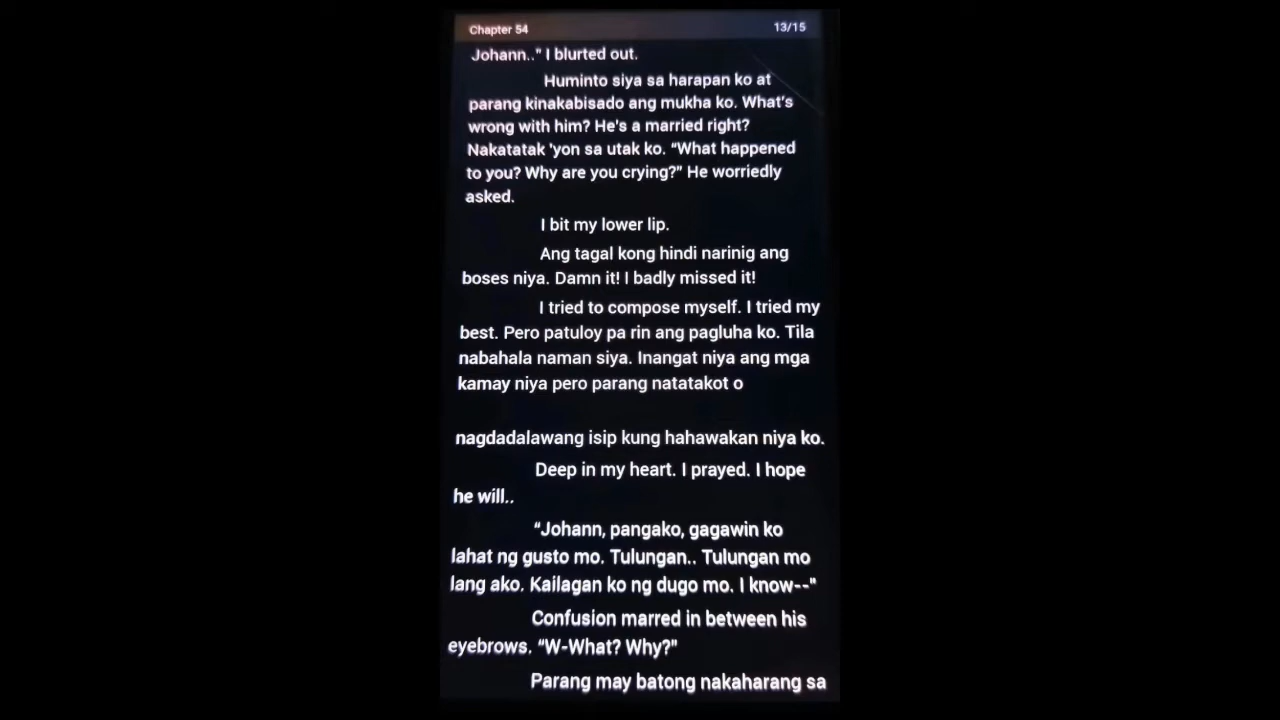 Chapter 54
13/15
Johann.." I blurted out.
Huminto siya sa harapan ko at
parang kinakabisado ang mukha ko. What's
wrong with him? He's a married right?
Nakatatak 'yon sa utak ko. “What happened
to you? Why are you crying?” He worriedly
asked.
I bit my lower lip.
Ang tagal kong hindi narinig ang
boses niya. Damn it! I badly missed it!
I tried to compose myself. I tried my
best. Pero patuloy pa rin ang pagluha ko. Tila
nabahala naman siya. Inangat niya ang mga
kamay niya pero parang natatakot o
nagdadalawang isip kung hahawakan niya ko.
Deep in my heart. I prayed. I hope
he will..
“Johann, pangako, gagawin ko
lahat ng gusto mo. Tulungan.. Tulungan mo
lang ako. Kailagan ko ng dugo mo. I know--"
Confusion marred in between his
eyebrows. “W-What? Why?"
Parang may batong nakaharang sa